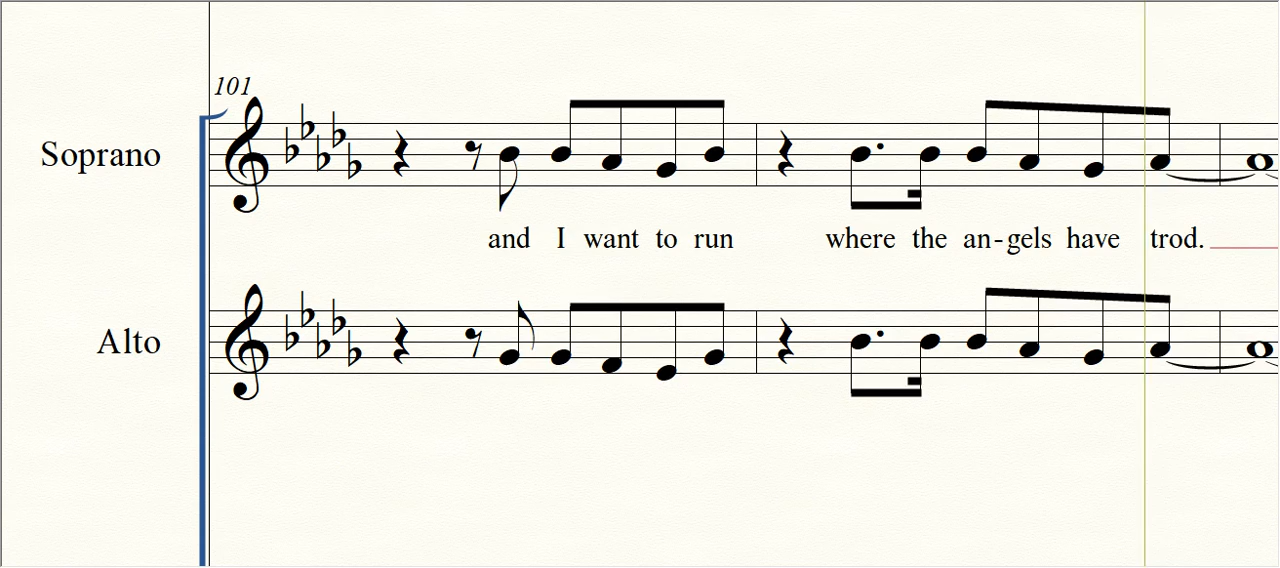 101
Soprano
and I want to run where the an-gels have trod.
Alto